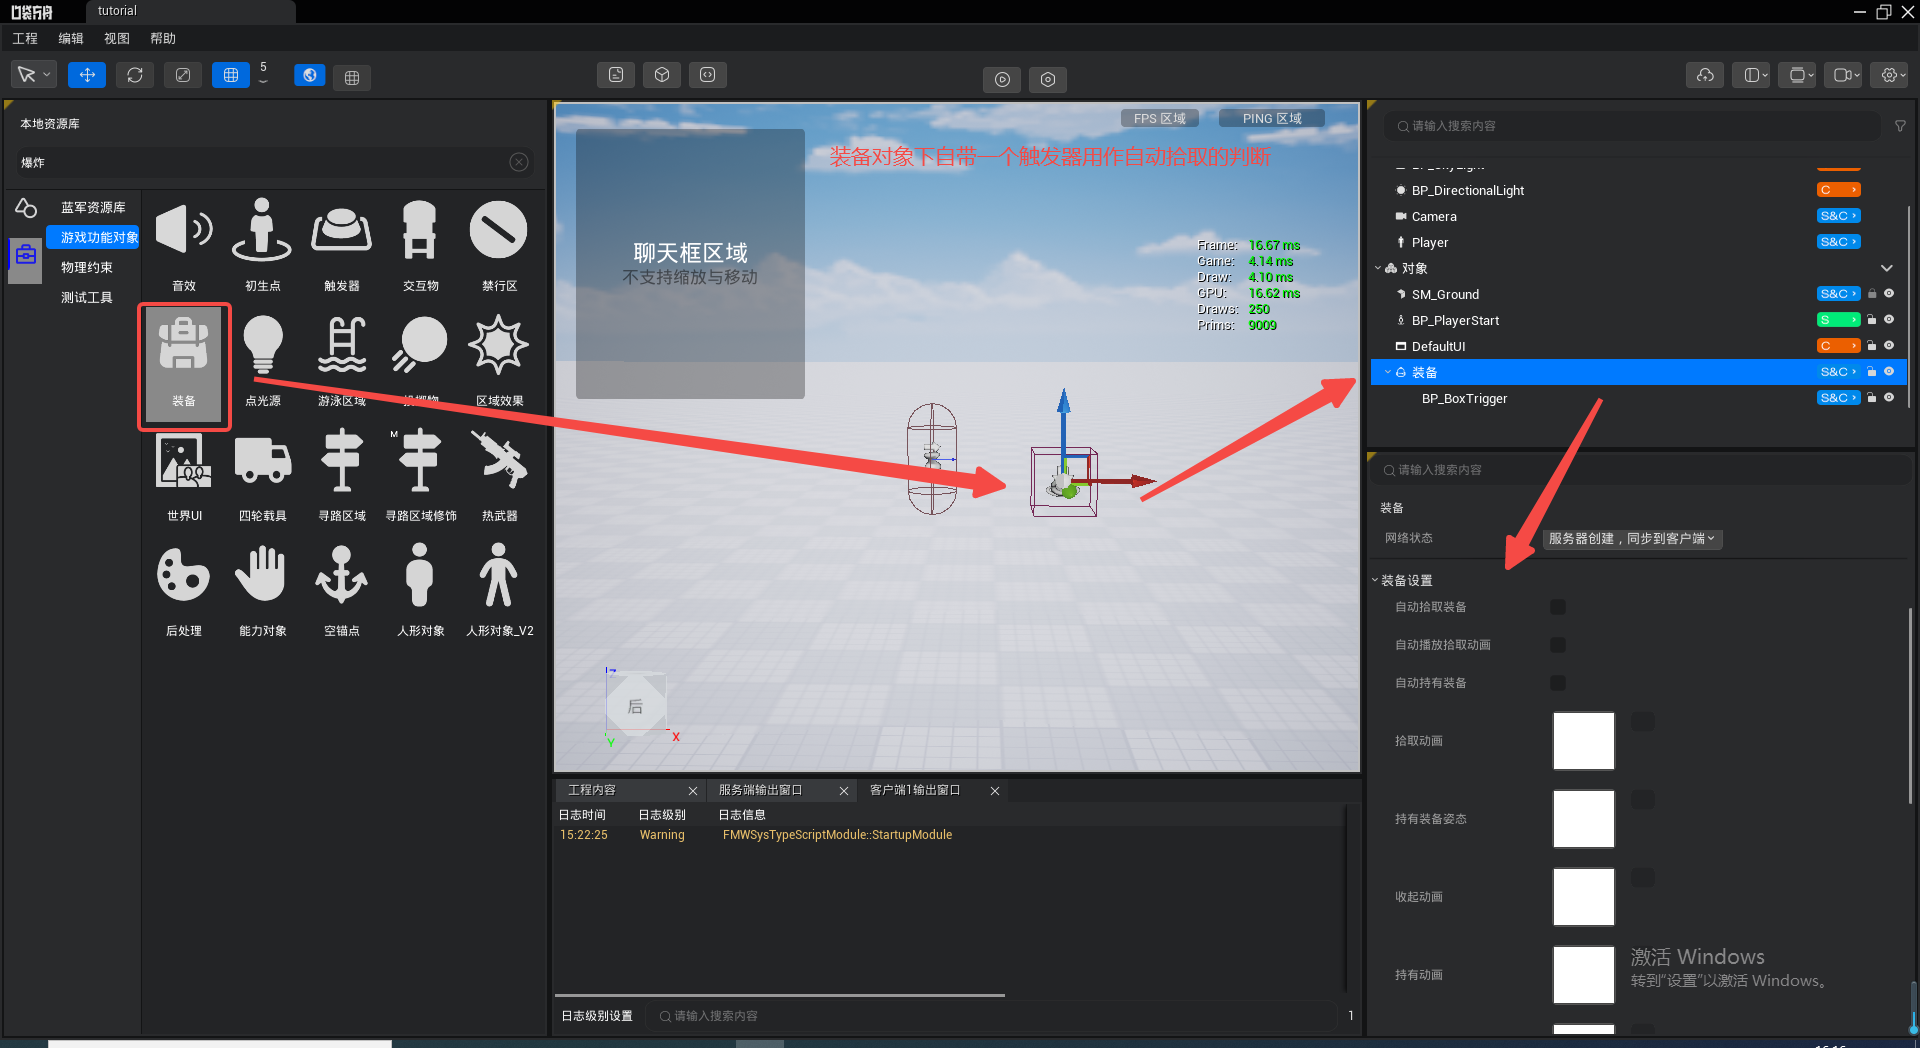 口袋方舟
tutorial
工程 编辑 视图 帮助
5
本地资源库
爆炸
蓝军资源库
游戏功能对象
物理约束
测试工具
音效 初生点 触发器 交互物 禁行区
装备 点光源 游泳区域 投掷物 区域效果
M
世界UI 四轮载具 寻路区域 寻路区域修饰 热武器
后处理 能力对象 空锚点 人形对象 人形对象_V2
FPS 区域 PING 区域
装备对象下自带一个触发器用作自动拾取的判断
聊天框区域
不支持缩放与移动
Frame: 16.67 ms
Game: 4.14 ms
Draw: 4.10 ms
GPU: 16.62 ms
Draws: 250
Prims: 9009
后
Z
Y
X
工程内容 服务端输出窗口 客户端1输出窗口
日志时间 日志级别 日志信息
15:22:25 Warning FMWSysTypeScriptModule::StartupModule
日志级别设置 请输入搜索内容 1
请输入搜索内容
BP_DirectionalLight C
Camera S&C
Player S&C
对象
SM_Ground S&C
BP_PlayerStart S
DefaultUI C
装备 S&C
BP_BoxTrigger S&C
请输入搜索内容
装备
网络状态 服务器创建，同步到客户端
装备设置
自动拾取装备
自动播放拾取动画
自动持有装备
拾取动画
持有装备姿态
收起动画
持有动画
激活 Windows
转到“设置”以激活 Windows。